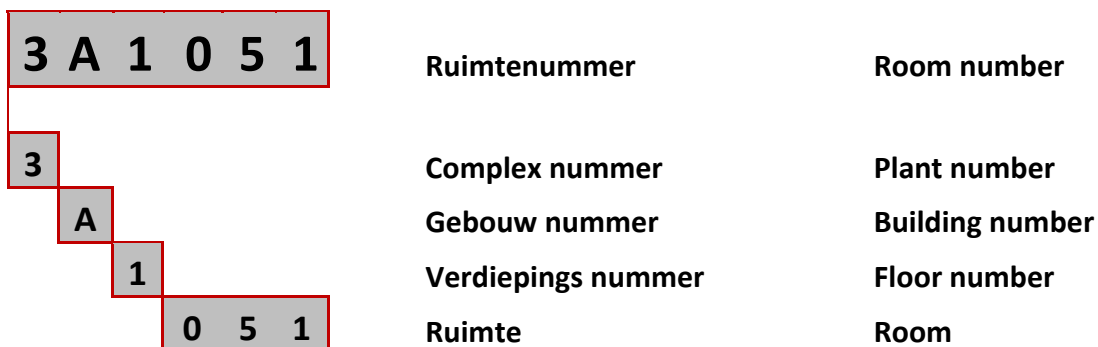 3 A 1 0 5 1 Ruimtenummer Room number
3 Complex nummer Plant number
A Gebouw nummer Building number
1 Verdiepings nummer Floor number
0 5 1 Ruimte Room